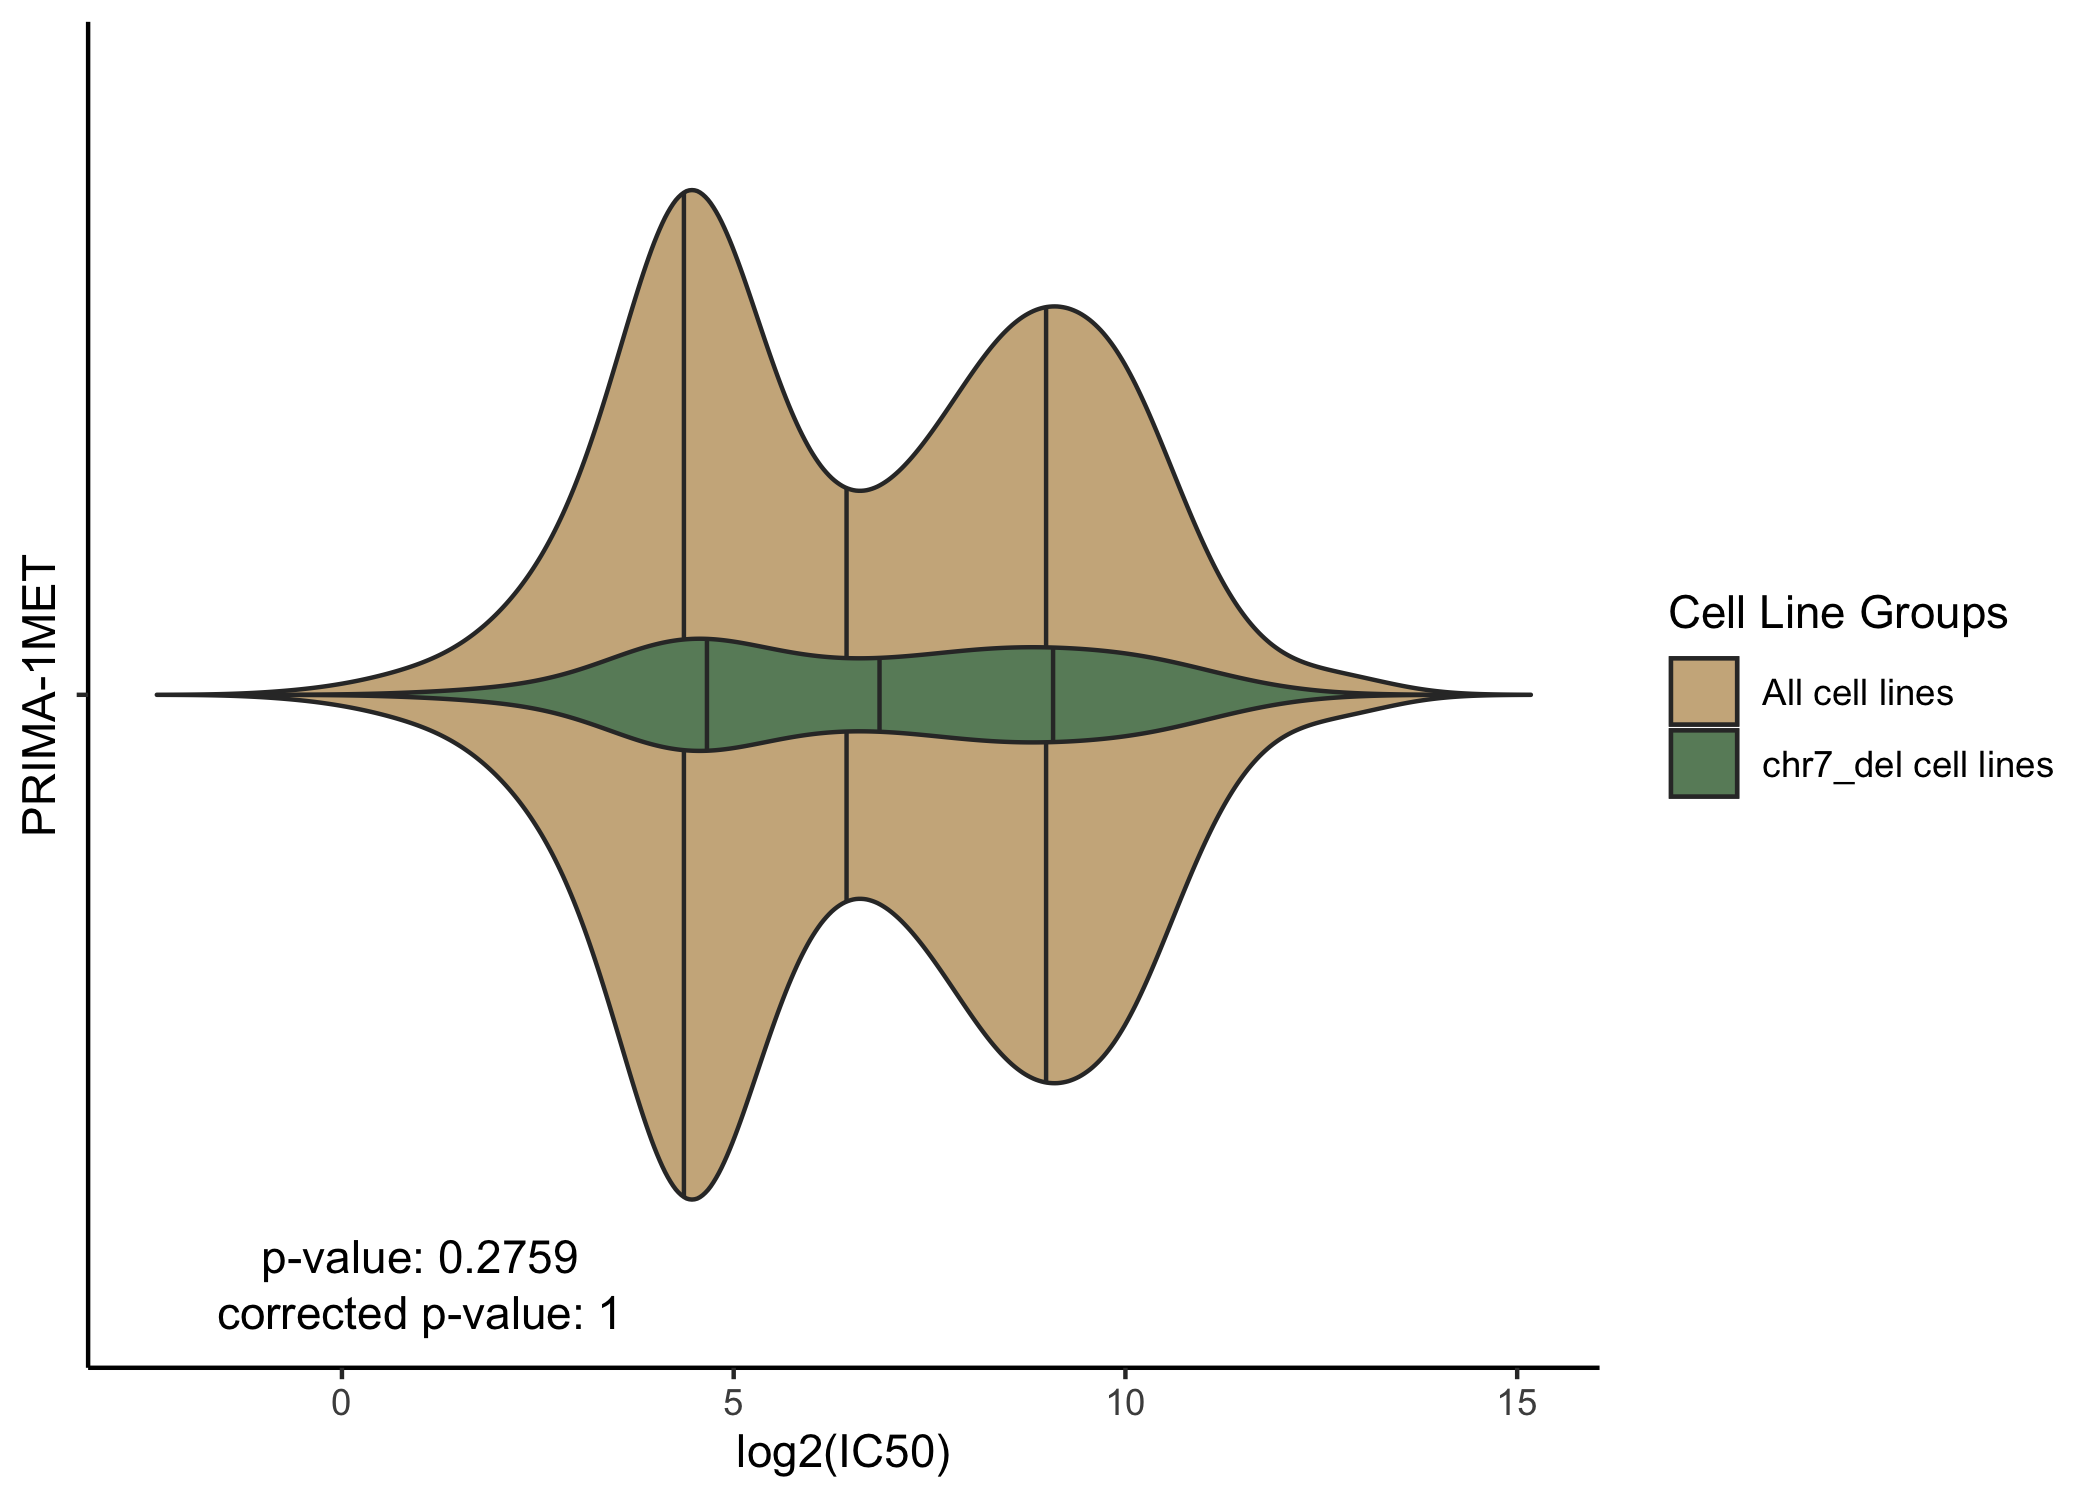 PRIMA-1MET
p-value: 0.2759
corrected p-value: 1
0 5 10 15
log2(IC50)
Cell Line Groups
All cell lines
chr7_del cell lines